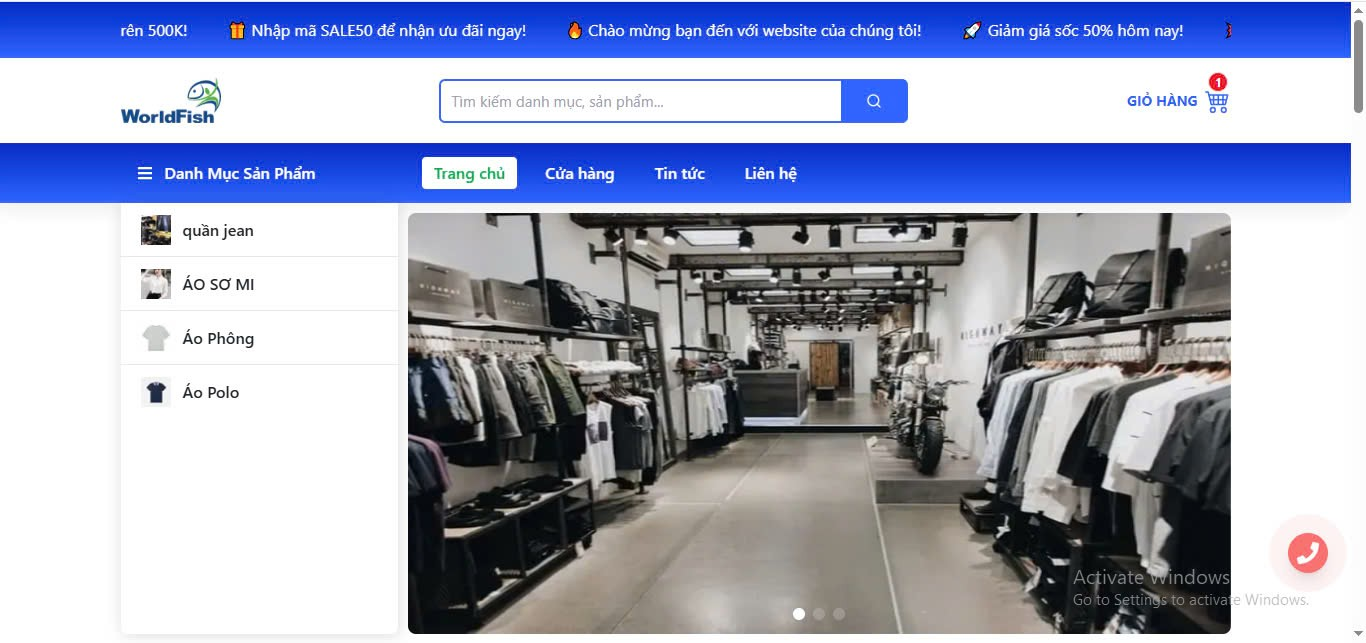 rên 500K! 🎁 Nhập mã SALE50 để nhận ưu đãi ngay! 🔥 Chào mừng bạn đến với website của chúng tôi! 🚀 Giảm giá sốc 50% hôm nay!
WorldFish
Tìm kiếm danh mục, sản phẩm...
GIỎ HÀNG 1
Danh Mục Sản Phẩm Trang chủ Cửa hàng Tin tức Liên hệ
quần jean
ÁO SƠ MI
Áo Phông
Áo Polo
HIGHWAY
Activate Windows
Go to Settings to activate Windows.